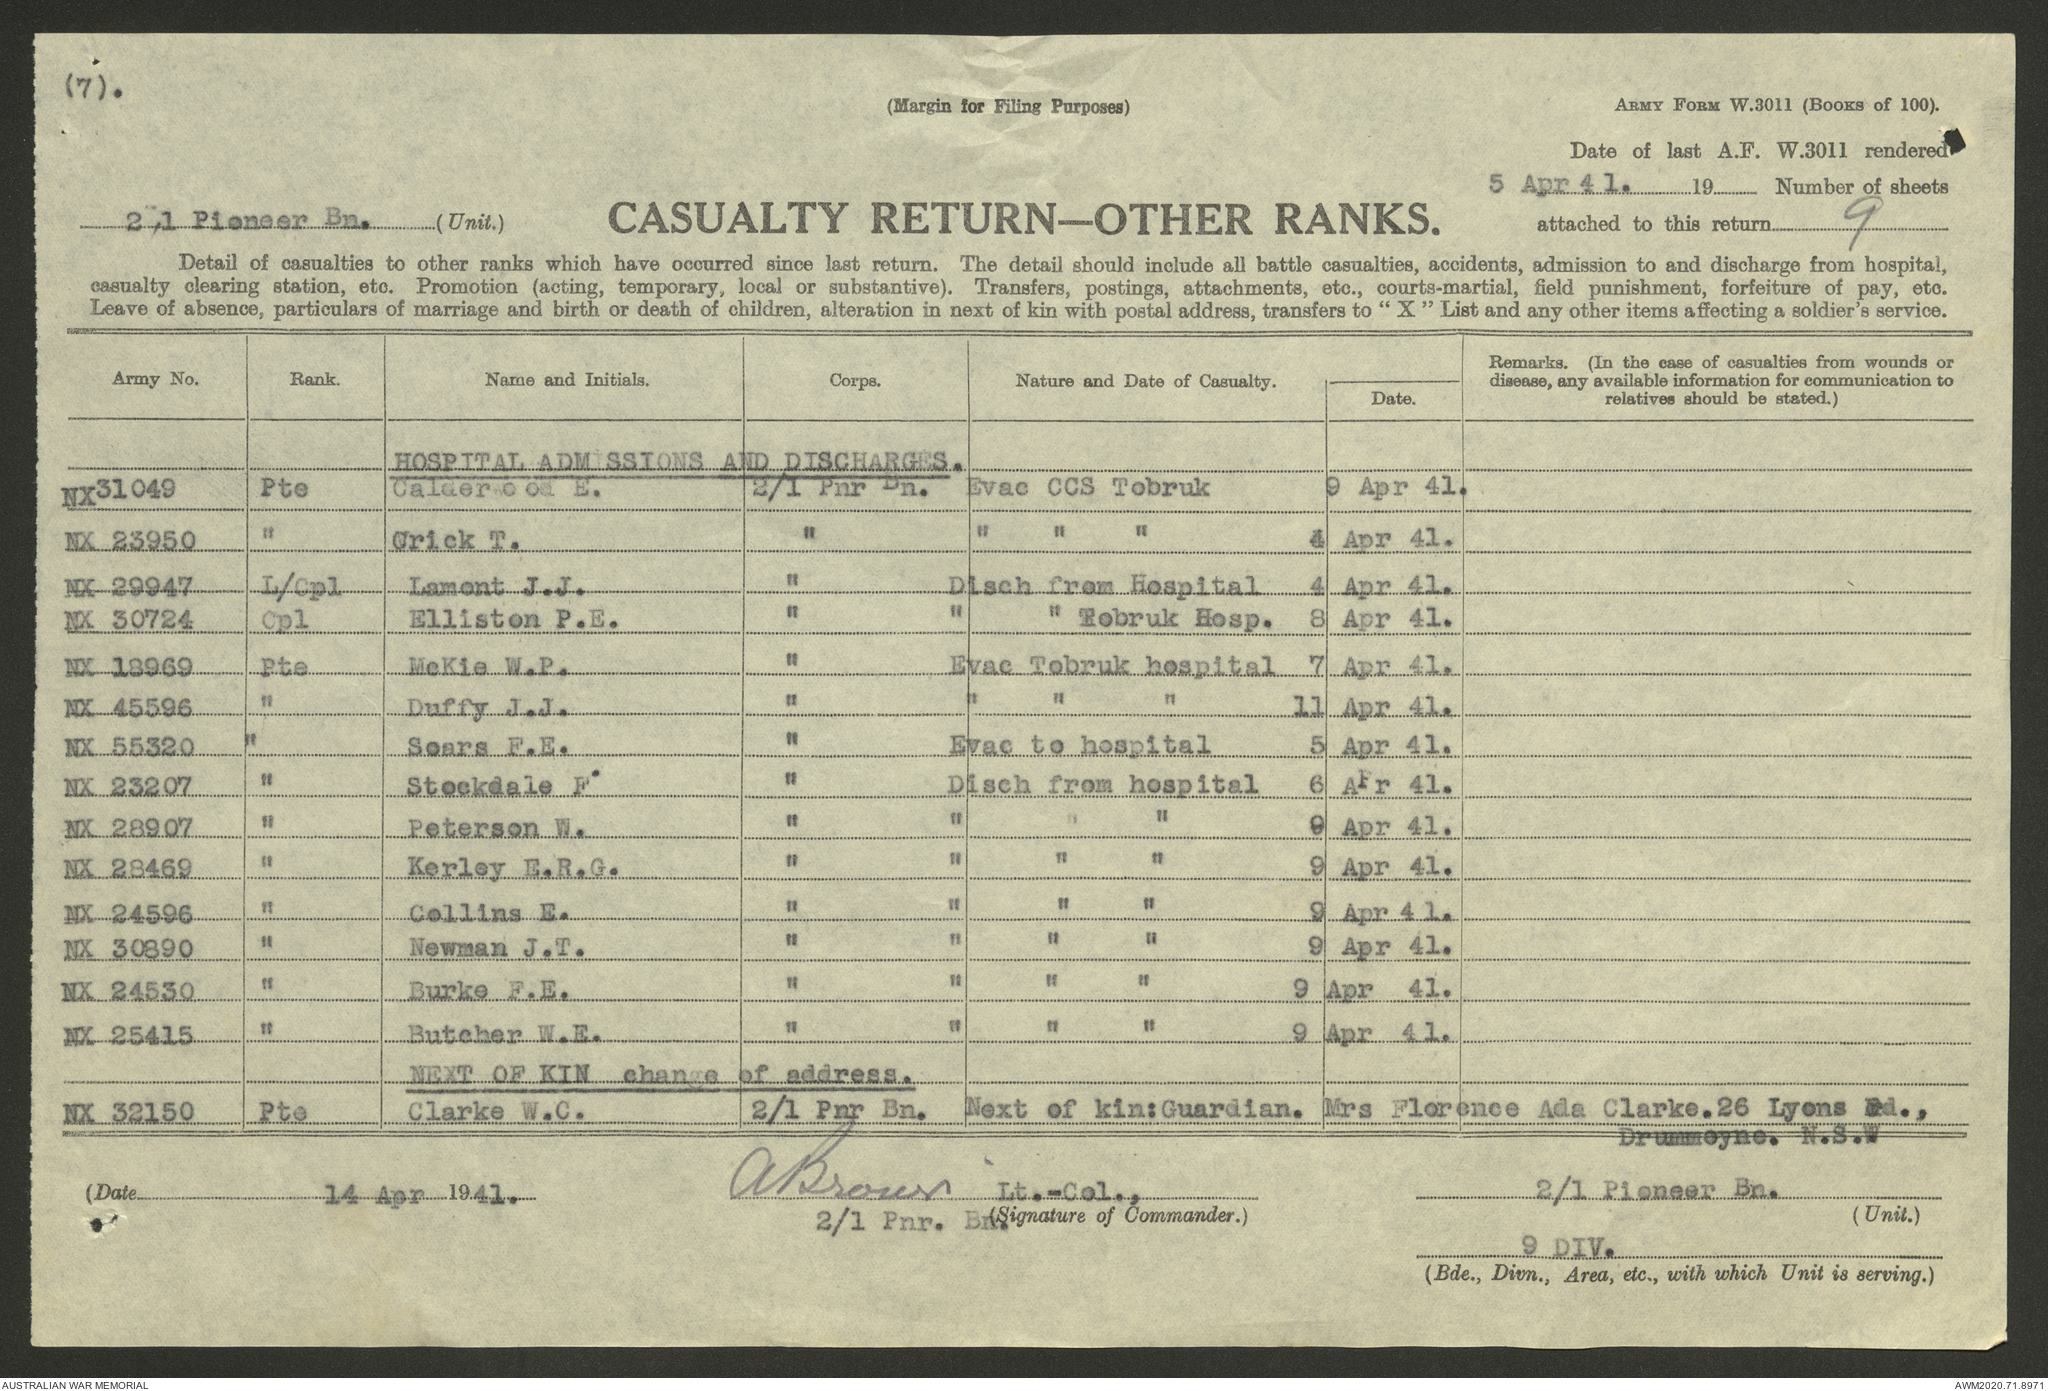 (7).
(Margin for Filing Purposes)
ARMY FORM W.3011 (Books of 100).
Date of last A.F. W.3011 rendered
5 Apr 41. 19 Number of sheets
attached to this return 9
2/1 Pioneer Bn. (Unit.)
CASUALTY RETURN—OTHER RANKS.
Detail of casualties to other ranks which have occurred since last return. The detail should include all battle casualties, accidents, admission to and discharge from hospital,
casualty clearing station, etc. Promotion (acting, temporary, local or substantive). Transfers, postings, attachments, etc., courts-martial, field punishment, forfeiture of pay, etc.
Leave of absence, particulars of marriage and birth or death of children, alteration in next of kin with postal address, transfers to "X" List and any other items affecting a soldier's service.
Army No. Rank. Name and Initials. Corps. Nature and Date of Casualty. Date. Remarks. (In the case of casualties from wounds or
disease, any available information for communication to
relatives should be stated.)
HOSPITAL ADMISSIONS AND DISCHARGES.
NX31049 Pte Calderwood E. 2/1 Pnr Bn. Evac CCS Tobruk 9 Apr 41.
NX 23950 " Crick T. " " " " 4 Apr 41.
NX 29947 L/Cpl Lamont J.J. " Disch from Hospital 4 Apr 41.
NX 30724 Cpl Elliston P.E. " " " Tobruk Hosp. 8 Apr 41.
NX 18969 Pte McKie W.P. " Evac Tobruk hospital 7 Apr 41.
NX 45596 " Duffy J.J. " " " " 11 Apr 41.
NX 55320 " Soars F.E. " Evac to hospital 5 Apr 41.
NX 23207 " Stockdale F. " Disch from hospital 6 Apr 41.
NX 28907 " Peterson W. " " " " 9 Apr 41.
NX 28469 " Kerley E.R.G. " " " " 9 Apr 41.
NX 24596 " Collins E. " " " " 9 Apr 41.
NX 30890 " Newman J.T. " " " " 9 Apr 41.
NX 24530 " Burke F.E. " " " " 9 Apr 41.
NX 25415 " Butcher W.E. " " " " 9 Apr 41.
NEXT OF KIN change of address.
NX 32150 Pte Clarke W.C. 2/1 Pnr Bn. Next of kin:Guardian. Mrs Florence Ada Clarke.26 Lyons Rd.,
Drummoyne. N.S.W
(Date 14 Apr 1941. ABrown Lt.-Col., 2/1 Pioneer Bn.
2/1 Pnr. Bn. (Signature of Commander.) (Unit.)
9 DIV.
(Bde., Divn., Area, etc., with which Unit is serving.)
AUSTRALIAN WAR MEMORIAL AWM2020.71.8971